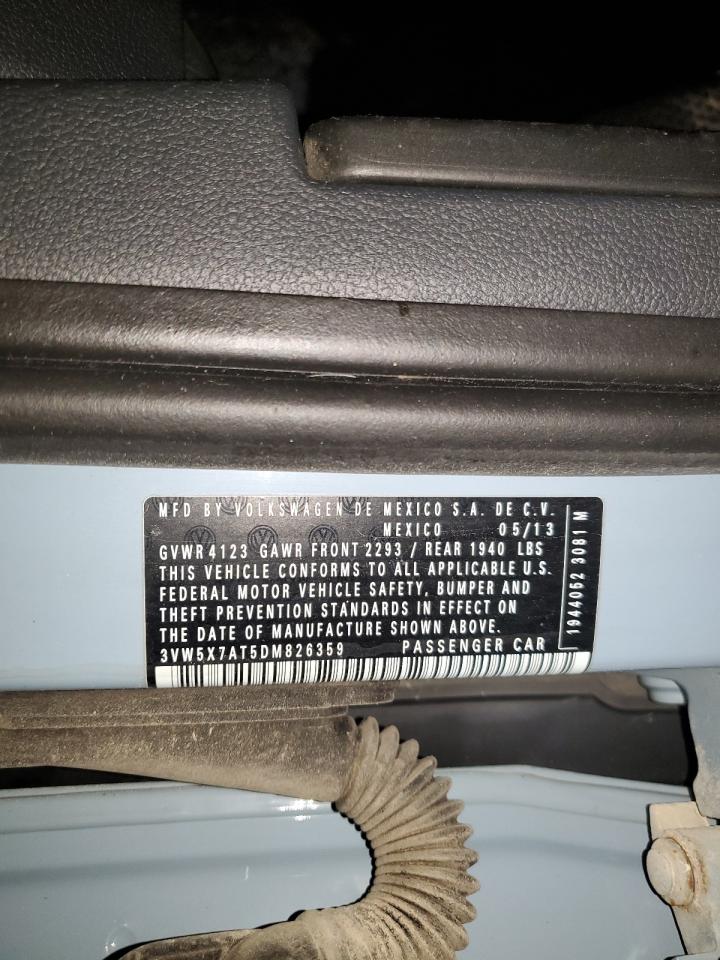 MFD BY VOLKSWAGEN DE MEXICO S.A. DE C.V.
MEXICO 05/13
GVWR 4123 GAWR FRONT 2293 / REAR 1940 LBS
THIS VEHICLE CONFORMS TO ALL APPLICABLE U.S.
FEDERAL MOTOR VEHICLE SAFETY, BUMPER AND
THEFT PREVENTION STANDARDS IN EFFECT ON
THE DATE OF MANUFACTURE SHOWN ABOVE.
3VW5X7AT5DM826359 PASSENGER CAR
1944062 3081 M